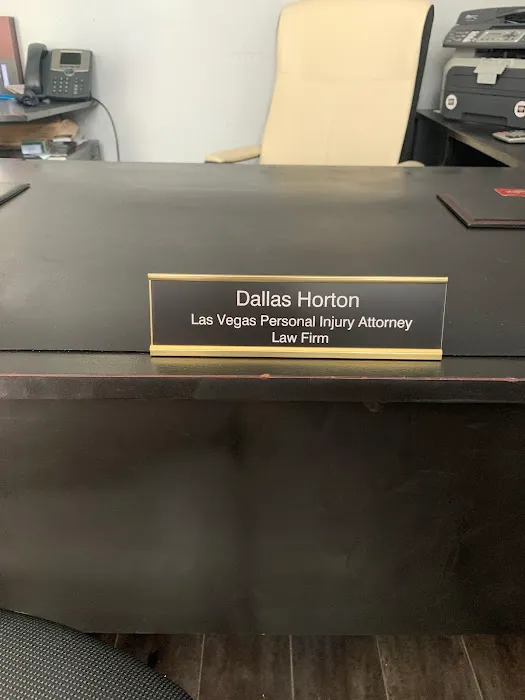 Dallas Horton
Las Vegas Personal Injury Attorney
Law Firm